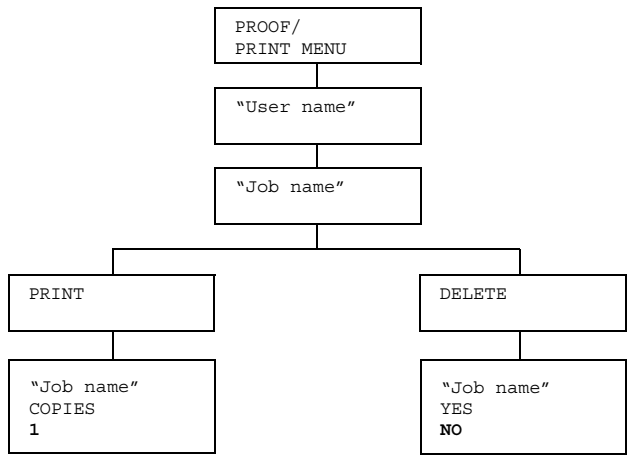 PROOF/
PRINT MENU
“User name”
“Job name”
PRINT
DELETE
“Job name”
COPIES
1
“Job name”
YES
NO